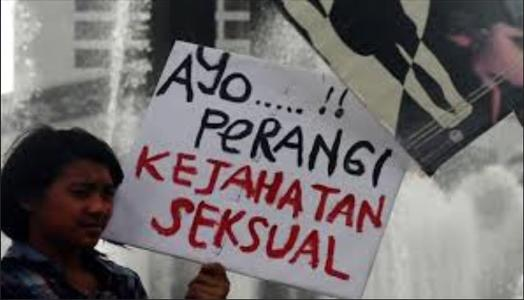 AYO..... !!
PERANGI
KEJAHATAN
SEKSUAL